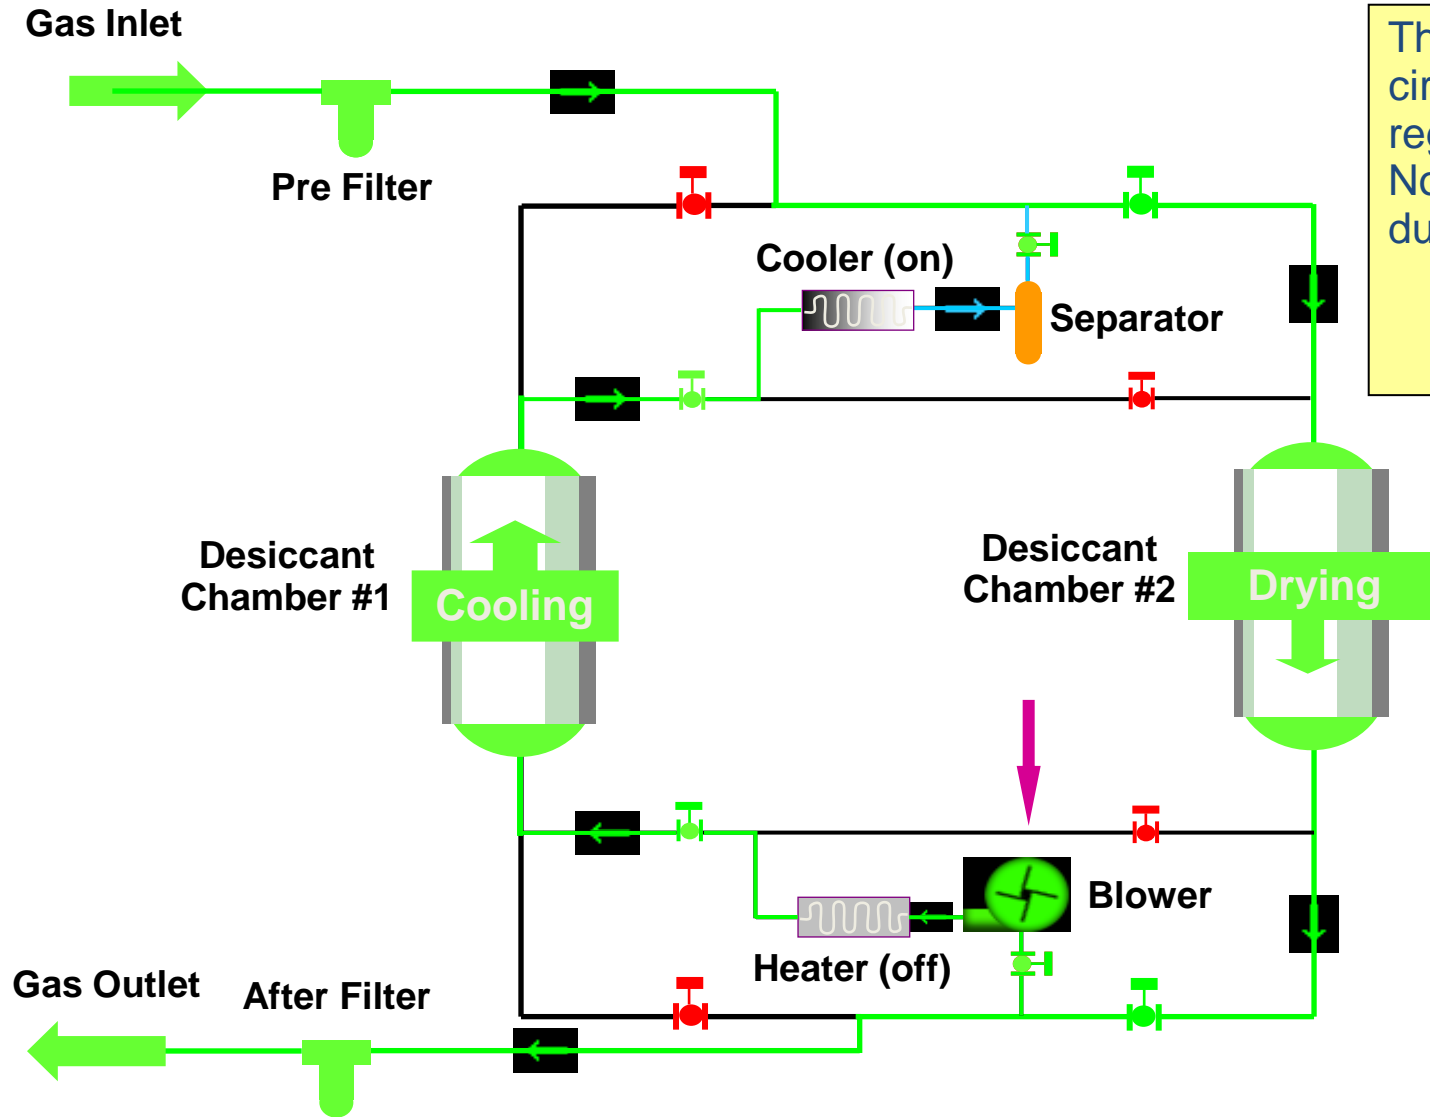 Gas Inlet
Pre Filter
Cooler (on)
Separator
Desiccant
Chamber #1
Cooling
Desiccant
Chamber #2
Drying
Blower
Heater (off)
Gas Outlet
After Filter